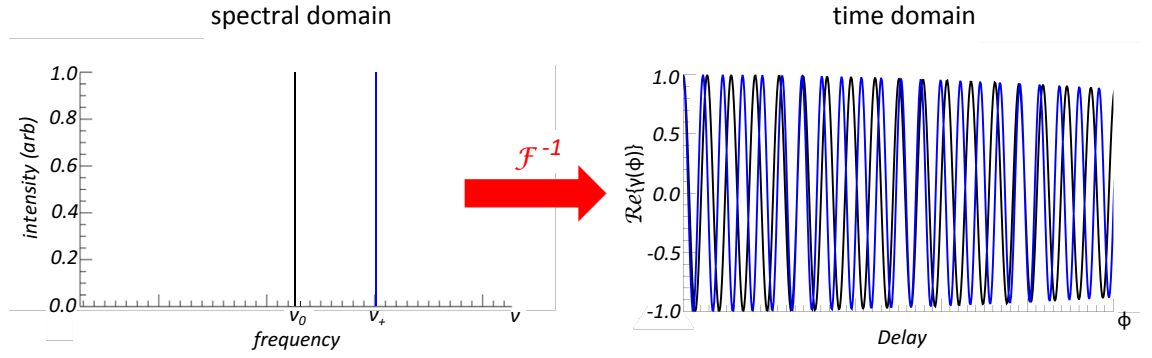 spectral domain
time domain
intensity (arb)
1.0
0.8
0.6
0.4
0.2
0.0
ν₀
ν₊
ν
frequency
ℱ -1
ℛe{γ(ϕ)}
1.0
0.5
0.0
-0.5
-1.0
Delay
ϕ